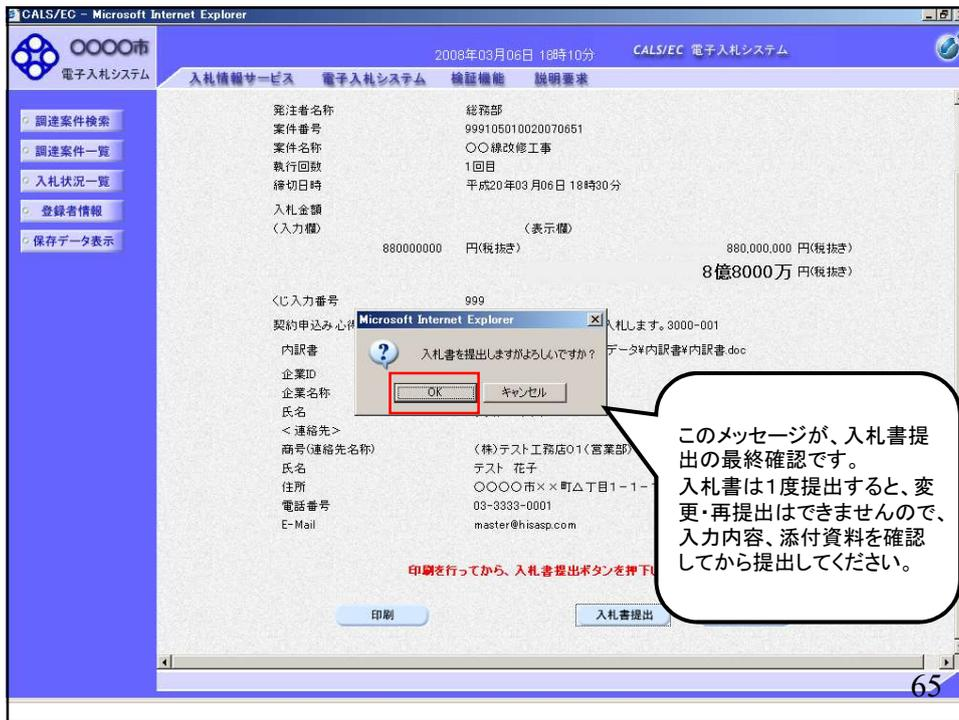 CALS/EC - Microsoft Internet Explorer
〇〇〇〇市
電子入札システム
2008年03月06日 18時10分
CALS/EC 電子入札システム
入札情報サービス 電子入札システム 検証機能 説明要求
調達案件検索
調達案件一覧
入札状況一覧
登録者情報
保存データ表示
発注者名称 総務部
案件番号 999105010020070651
案件名称 〇〇線改修工事
執行回数 1回目
締切日時 平成20年03月06日 18時30分
入札金額
(入力欄) (表示欄)
880000000 円(税抜き) 880,000,000 円(税抜き)
8億8000万 円(税抜き)
くじ入力番号 999
契約申込み心得 入札します。3000-001
Microsoft Internet Explorer
入札書を提出しますがよろしいですか?
OK キャンセル
内訳書 データ¥内訳書¥内訳書.doc
企業ID
企業名称
氏名
<連絡先>
商号(連絡先名称) (株)テスト工務店01(営業部)
氏名 テスト 花子
住所 〇〇〇〇市××町△丁目1-1-1
電話番号 03-3333-0001
E-Mail master@hisasp.com
印刷を行ってから、入札書提出ボタンを押下し
印刷 入札書提出
このメッセージが、入札書提
出の最終確認です。
入札書は1度提出すると、変
更・再提出はできませんので、
入力内容、添付資料を確認
してから提出してください。
65